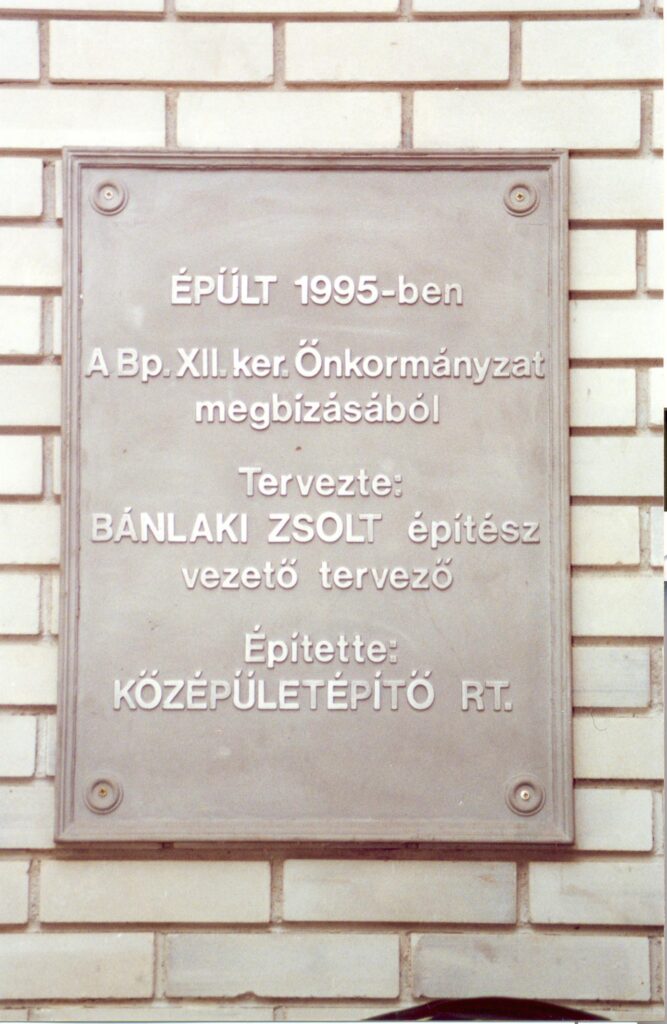 ÉPÜLT 1995-ben
A Bp. XII. ker. Önkormányzat
megbízásából
Tervezte:
BÁNLAKI ZSOLT építész
vezető tervező
Építette:
KÖZÉPÜLETÉPÍTŐ RT.